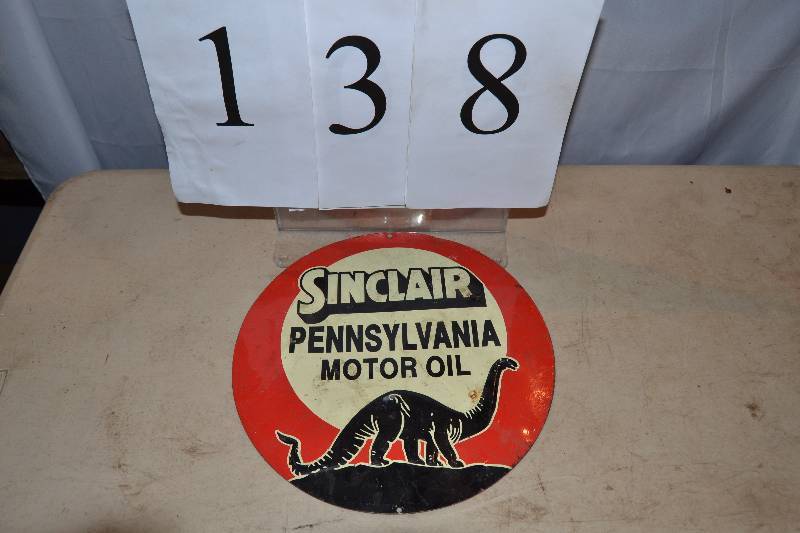 138
SINCLAIR
PENNSYLVANIA
MOTOR OIL